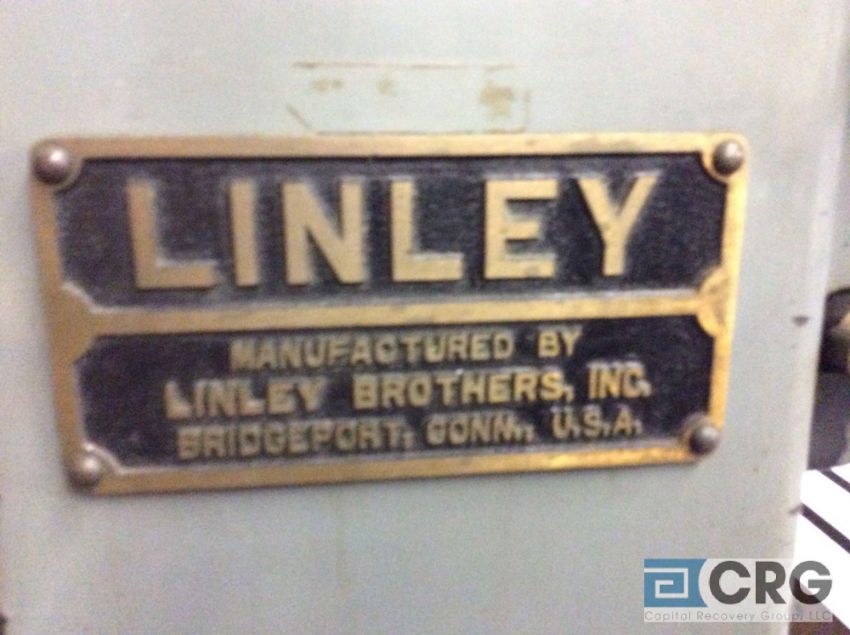 LINLEY
MANUFACTURED BY
LINLEY BROTHERS, INC.
BRIDGEPORT, CONN., U.S.A.
CRG
Capital Recovery Group, LLC